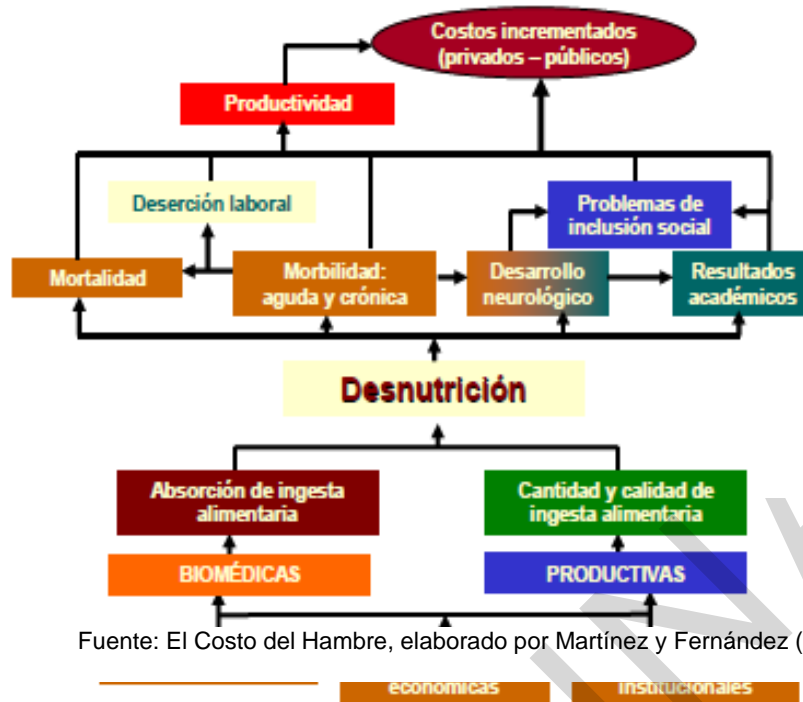 Costos incrementados
(privados – públicos)
Productividad
Deserción laboral
Problemas de
inclusión social
Mortalidad
Morbilidad:
aguda y crónica
Desarrollo
neurológico
Resultados
académicos
Desnutrición
Absorción de ingesta
alimentaria
Cantidad y calidad de
ingesta alimentaria
BIOMÉDICAS
PRODUCTIVAS
Fuente: El Costo del Hambre, elaborado por Martínez y Fernández (
económicas
institucionales